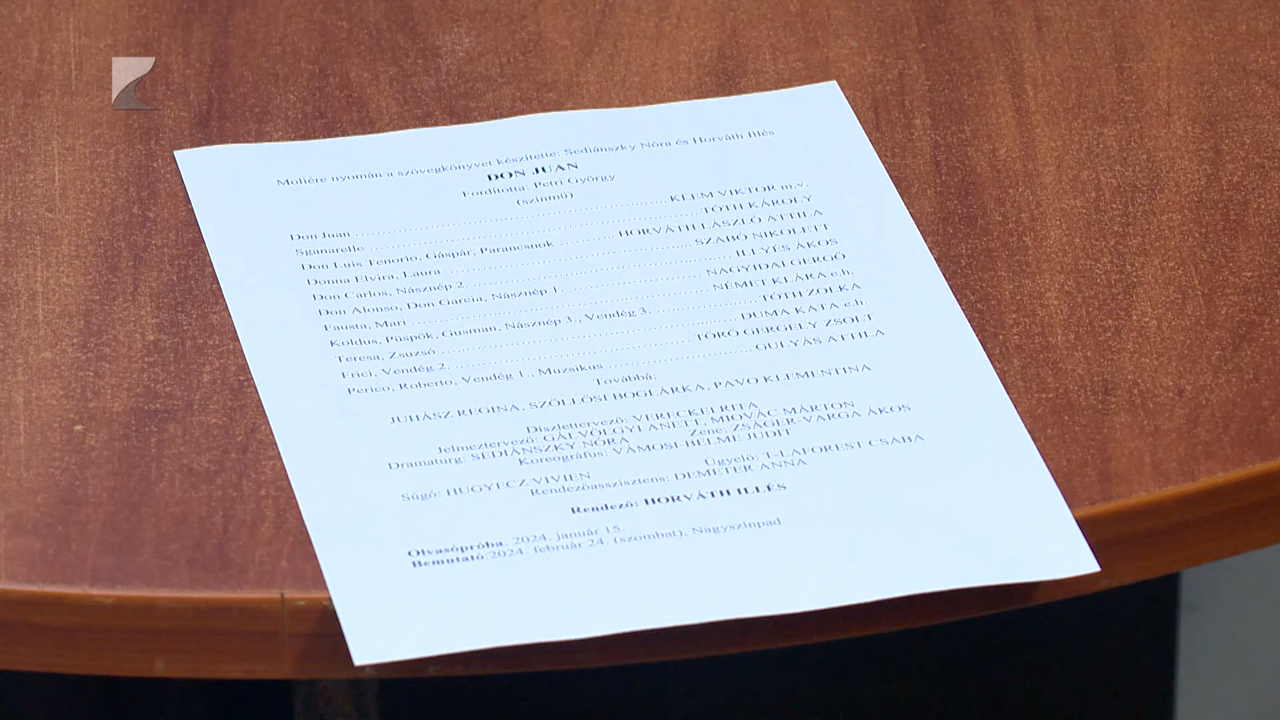 Moliére nyomán a szövegkönyvet készítette: Sediánszky Nóra és Horváth Illés
DON JUAN
Fordította: Petri György
(színmű)
Don Juan ........................................ KLEM VIKTOR m.v.
Sganarelle ........................................ TÓTH KÁROLY
Don Luis Tenorio, Gáspár, Parancsnok ............ HORVÁTH LÁSZLÓ ATTILA
Donna Elvira, Laura ........................................ SZABÓ NIKOLETT
Don Carlos, Násznép 2. ........................................ ILLYÉS ÁKOS
Don Alonso, Don Garcia, Násznép 1. ........................ NAGYIDAI GERGŐ
Fausta, Mari ........................................ NÉMET KLÁRA e.h.
Koldus, Püspök, Gusman, Násznép 3., Vendég 3. ............ TÓTH ZOLKA
Teresa, Zsuzsó ........................................ DUMA KATA e.h.
Frici, Vendég 2. ........................................ TÖRŐ GERGELY ZSOLT
Perico, Roberto, Vendég 1., Muzsikus ........................ GULYÁS ATTILA
Továbbá:
JUHÁSZ REGINA, SZÖLLŐSI BOGLÁRKA, PAVO KLEMENTINA
Díszlettervező: VERECKEI RITA
Jelmeztervező: GÁLVÖLGYI ANETT, MIOVÁC MÁRTON
Dramaturg: SEDIÁNSZKY NÓRA Zene: ZSÁGER-VARGA ÁKOS
Koreográfus: VÁMOSI-BELME JUDIT
Súgó: HUGYECZ VIVIEN Ügyelő: T-LAFOREST CSABA
Rendezőasszisztens: DEMETER ANNA
Rendező: HORVÁTH ILLÉS
Olvasópróba: 2024. január 15.
Bemutató:2024. február 24. (szombat), Nagyszínpad